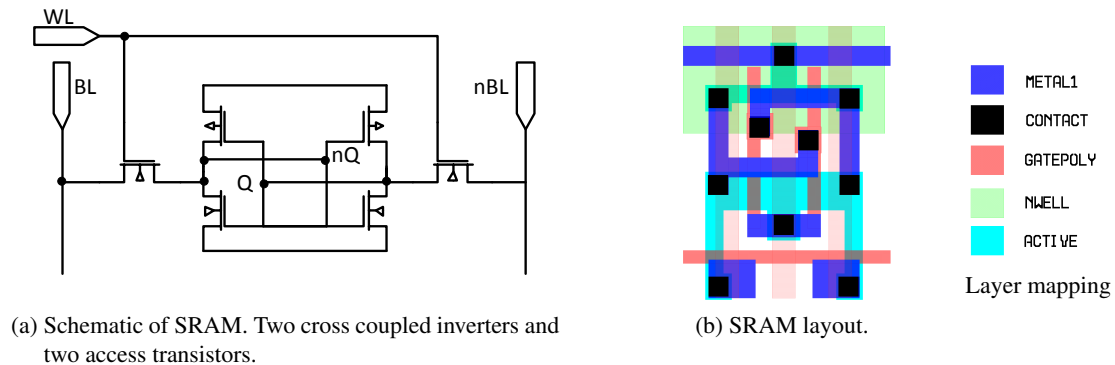 WL
BL
nBL
nQ
Q
METAL1
CONTACT
GATEPOLY
NWELL
ACTIVE
Layer mapping
(a) Schematic of SRAM. Two cross coupled inverters and
two access transistors.
(b) SRAM layout.